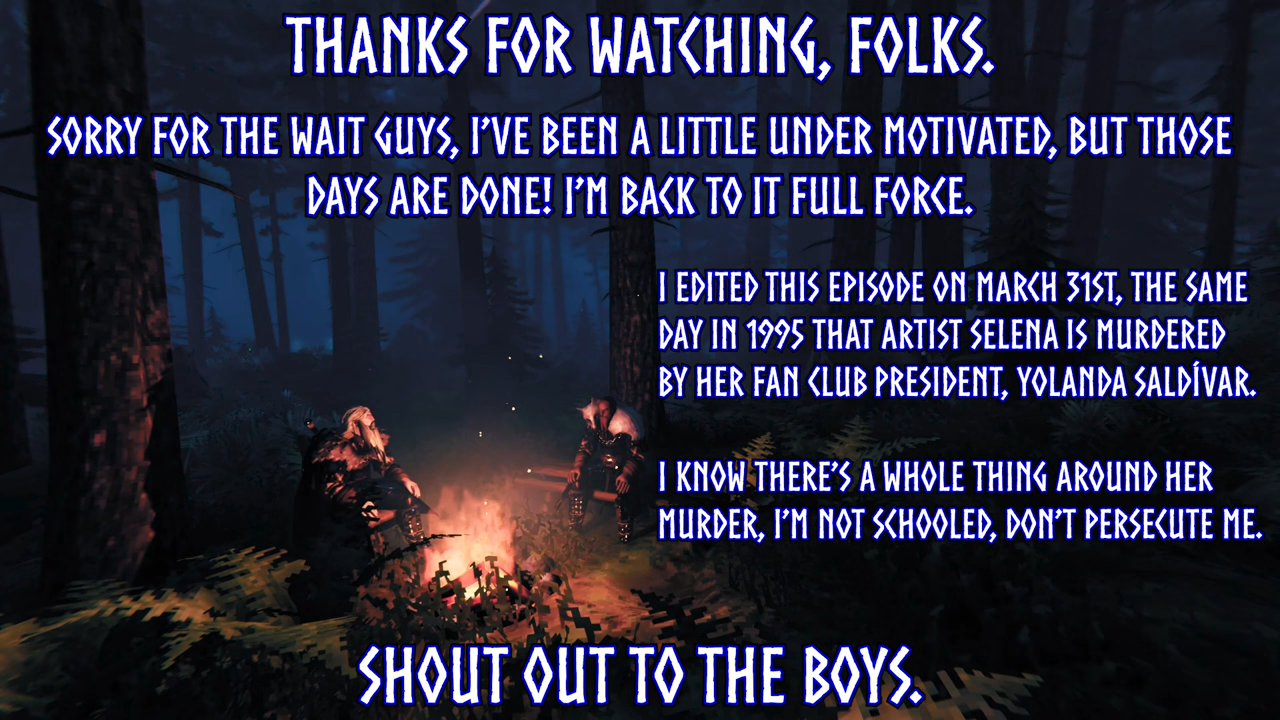 THANKS FOR WATCHING, FOLKS.
SORRY FOR THE WAIT GUYS, I'VE BEEN A LITTLE UNDER MOTIVATED, BUT THOSE
DAYS ARE DONE! I'M BACK TO IT FULL FORCE.
I EDITED THIS EPISODE ON MARCH 31ST, THE SAME
DAY IN 1995 THAT ARTIST SELENA IS MURDERED
BY HER FAN CLUB PRESIDENT, YOLANDA SALDÍVAR.
I KNOW THERE'S A WHOLE THING AROUND HER
MURDER, I'M NOT SCHOOLED, DON'T PERSECUTE ME.
SHOUT OUT TO THE BOYS.